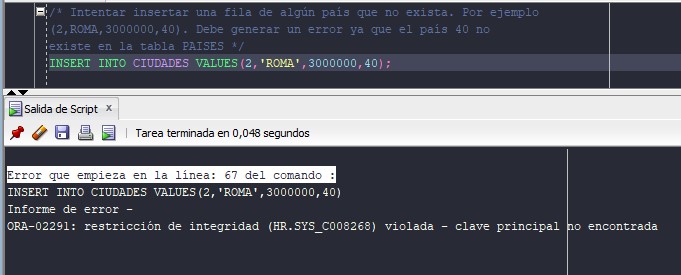 /* Intentar insertar una fila de algún país que no exista. Por ejemplo
(2,ROMA,3000000,40). Debe generar un error ya que el país 40 no
existe en la tabla PAISES */
INSERT INTO CIUDADES VALUES(2,'ROMA',3000000,40);
Salida de Script x
Tarea terminada en 0,048 segundos
Error que empieza en la línea: 67 del comando :
INSERT INTO CIUDADES VALUES(2,'ROMA',3000000,40)
Informe de error -
ORA-02291: restricción de integridad (HR.SYS_C008268) violada - clave principal no encontrada